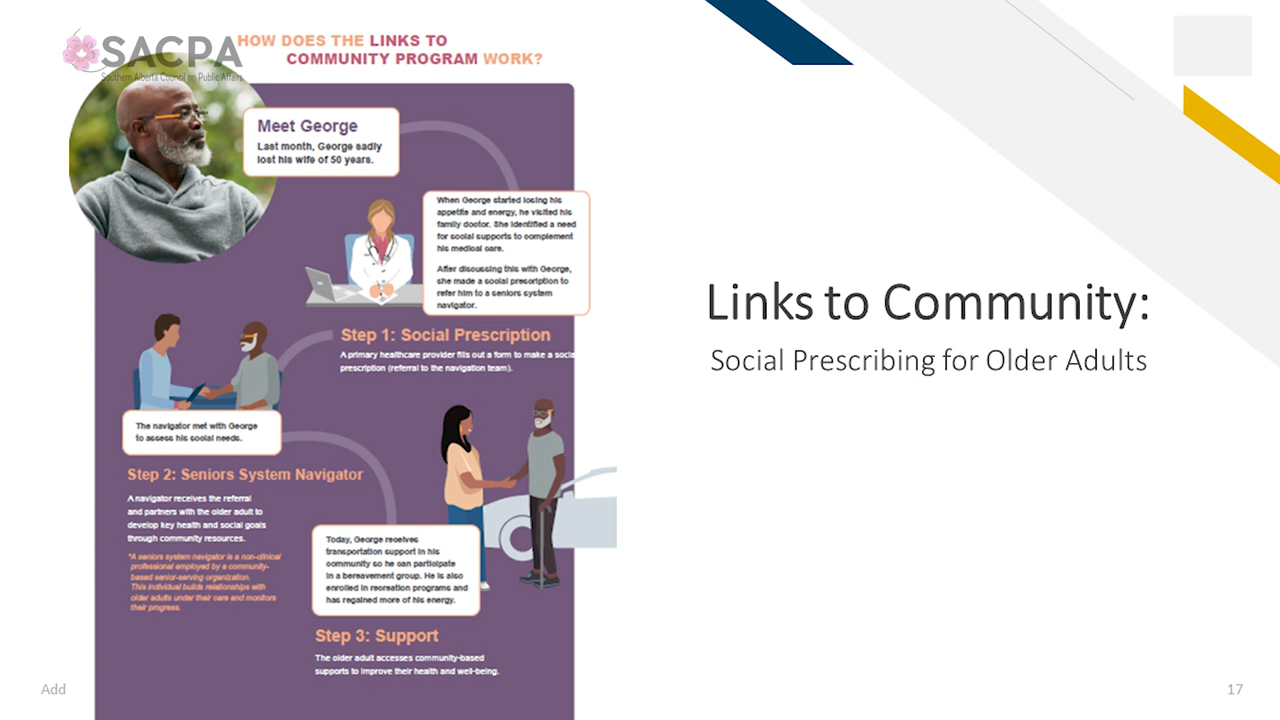 SACPA
Southern Alberta Council on Public Affairs
HOW DOES THE LINKS TO
COMMUNITY PROGRAM WORK?
Meet George
Last month, George sadly
lost his wife of 50 years.
When George started losing his
appetite and energy, he visited his
family doctor. She identified a need
for social supports to complement
his medical care.
After discussing this with George,
she made a social prescription to
refer him to a seniors system
navigator.
Step 1: Social Prescription
A primary healthcare provider fills out a form to make a socia
prescription (referral to the navigation team).
The navigator met with George
to assess his social needs.
Step 2: Seniors System Navigator
A navigator receives the referral
and partners with the older adult to
develop key health and social goals
through community resources.
*A seniors system navigator is a non-clinical
professional employed by a community-
based senior-serving organization.
This individual builds relationships with
older adults under their care and monitors
their progress.
Today, George receives
transportation support in his
community so he can participate
in a bereavement group. He is also
enrolled in recreation programs and
has regained more of his energy.
Step 3: Support
The older adult accesses community-based
supports to improve their health and well-being.
Links to Community:
Social Prescribing for Older Adults
Add
17